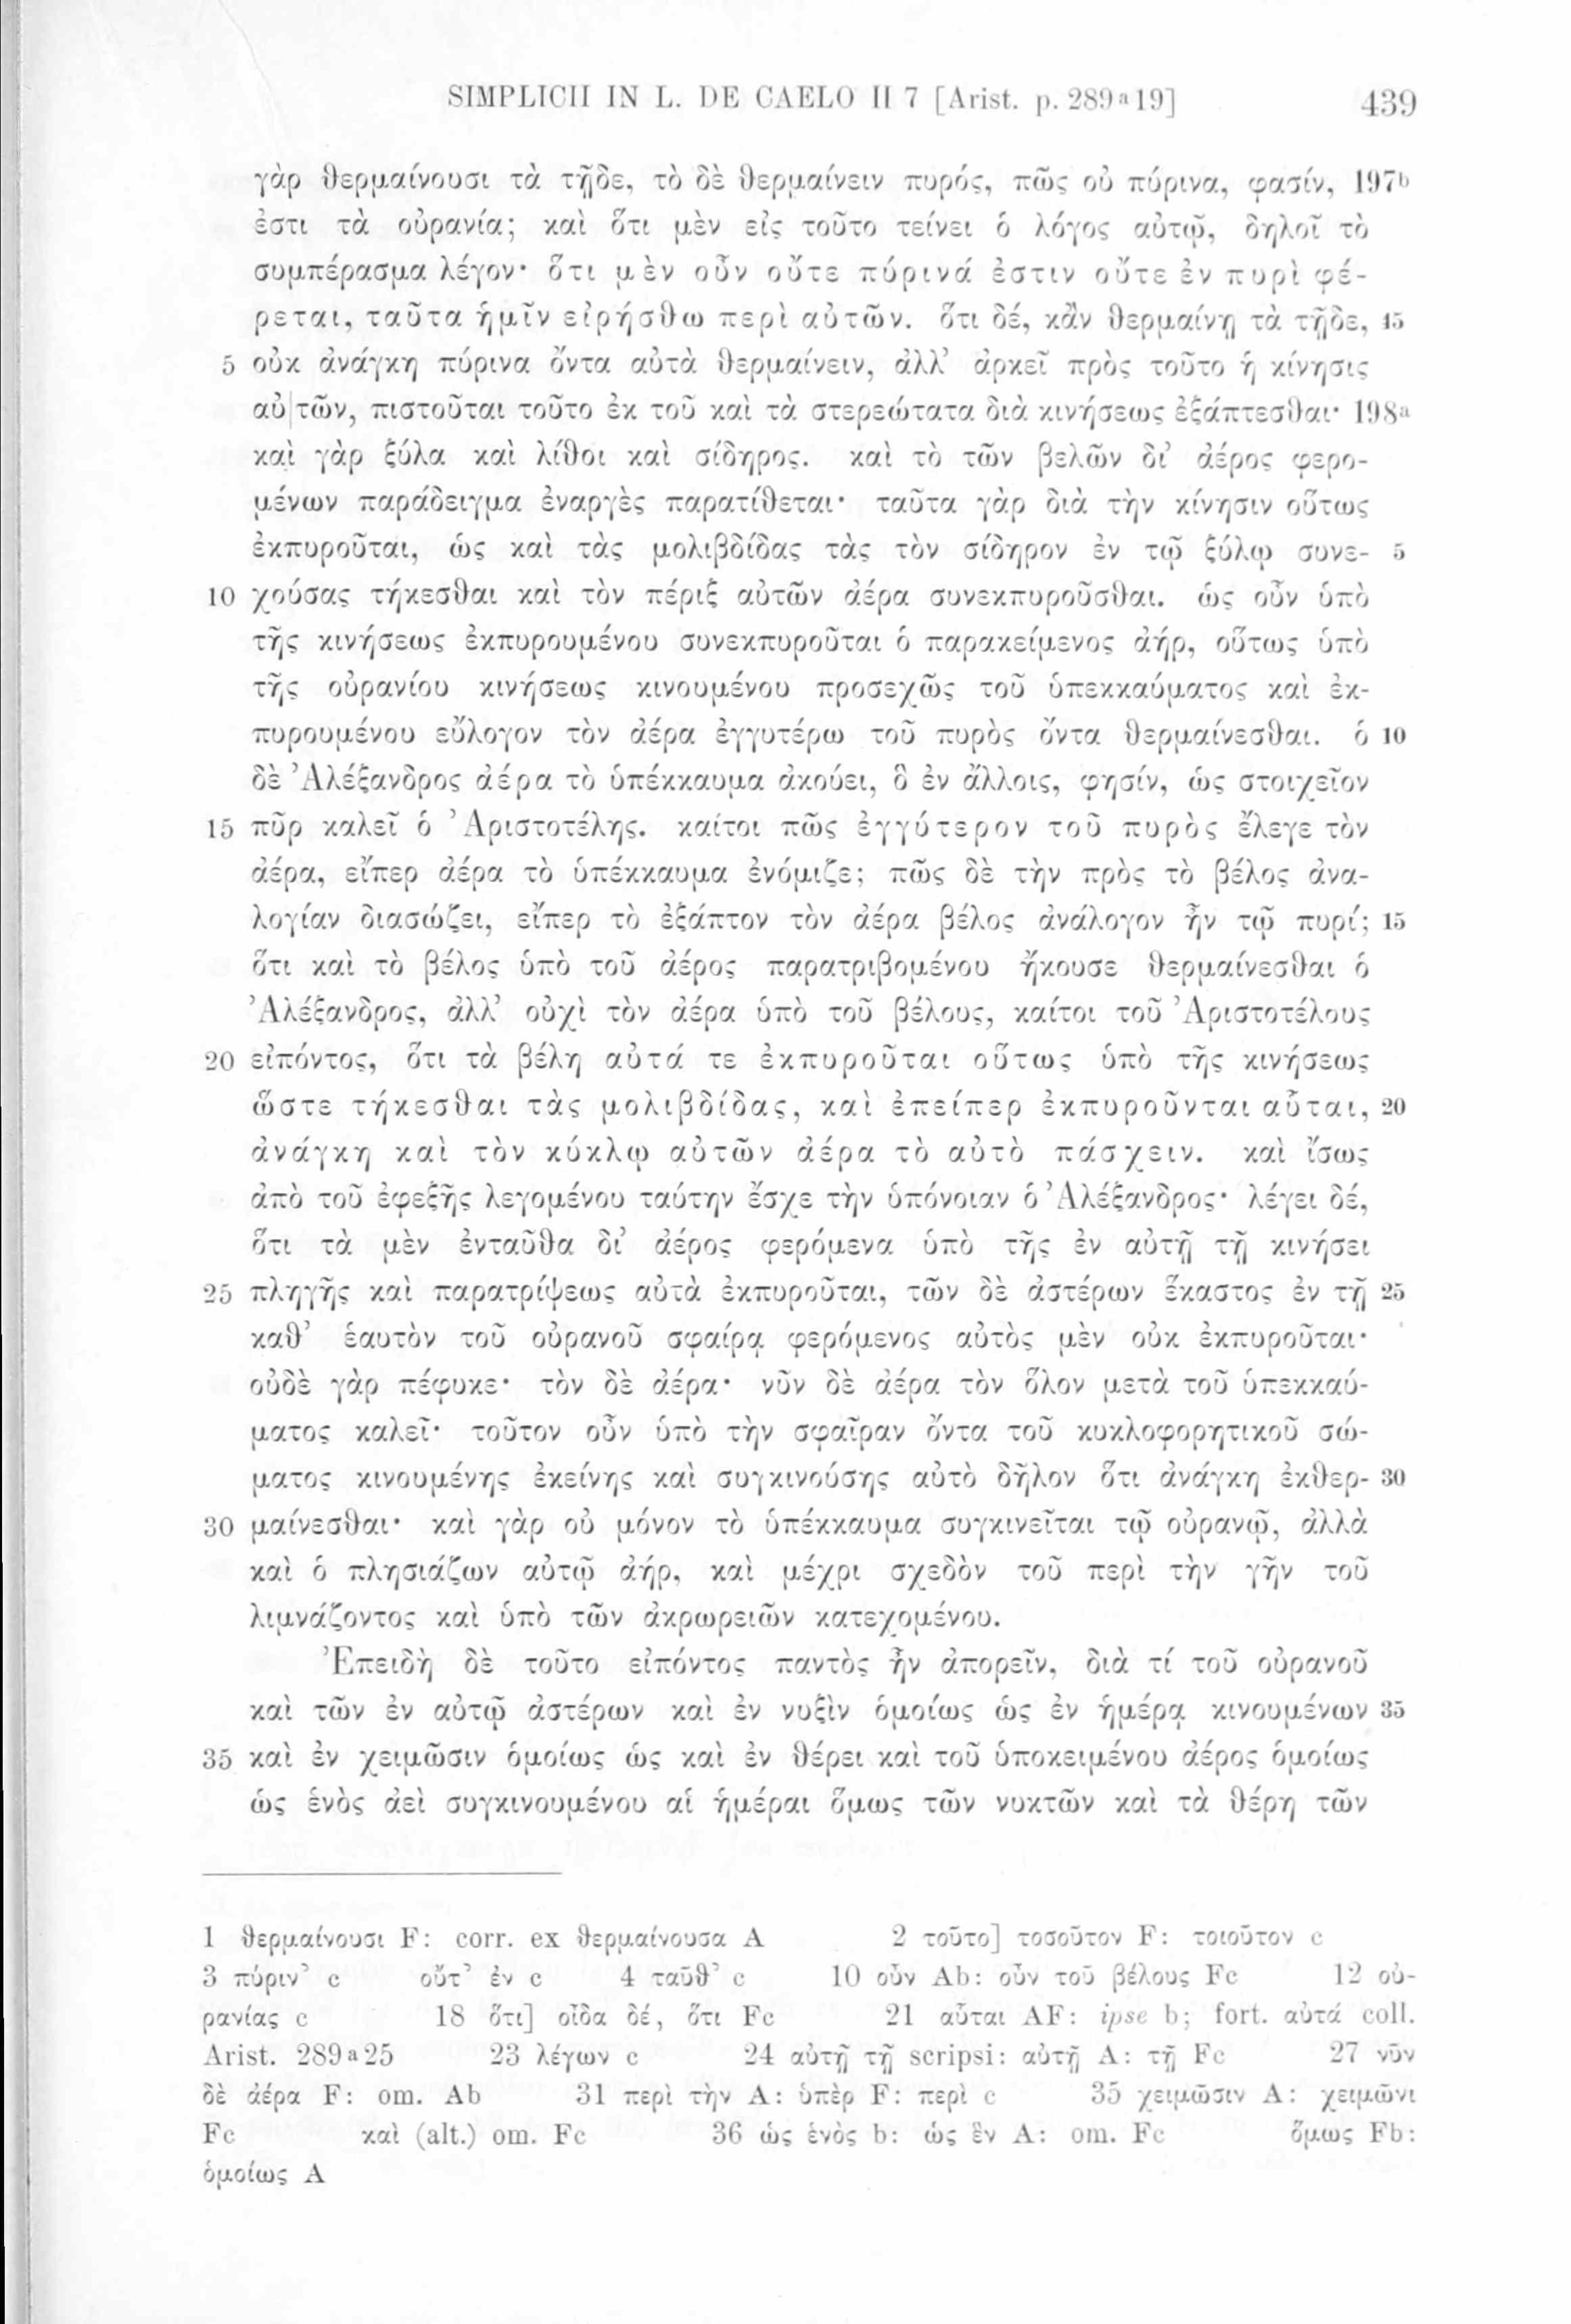 SIMPLICII IN L. DE CAELO II 7 [Arist. p. 289ᵃ19] 439
γὰρ θερμαίνουσι τὰ τῇδε, τὸ δὲ θερμαίνειν πυρός, πῶς οὐ πύρινα, φασίν, 197ᵇ
ἐστι τὰ οὐρανία; καὶ ὅτι μὲν εἰς τοῦτο τείνει ὁ λόγος αὐτῷ, δηλοῖ τὸ
συμπέρασμα λέγον· ὅτι μὲν οὖν οὔτε πύρινά ἐστιν οὔτε ἐν πυρὶ φέ-
ρεται, ταῦτα ἡμῖν εἰρήσθω περὶ αὐτῶν. ὅτι δέ, κἂν θερμαίνῃ τὰ τῇδε, 45
5 οὐκ ἀνάγκη πύρινα ὄντα αὐτὰ θερμαίνειν, ἀλλ’ ἀρκεῖ πρὸς τοῦτο ἡ κίνησις
αὐ|τῶν, πιστοῦται τοῦτο ἐκ τοῦ καὶ τὰ στερεώτατα διὰ κινήσεως ἐξάπτεσθαι· 198ᵃ
καὶ γὰρ ξύλα καὶ λίθοι καὶ σίδηρος. καὶ τὸ τῶν βελῶν δι’ ἀέρος φερο-
μένων παράδειγμα ἐναργὲς παρατίθεται· ταῦτα γὰρ διὰ τὴν κίνησιν οὕτως
ἐκπυροῦται, ὡς καὶ τὰς μολιβδίδας τὰς τὸν σίδηρον ἐν τῷ ξύλῳ συνε- 5
10 χούσας τήκεσθαι καὶ τὸν πέριξ αὐτῶν ἀέρα συνεκπυροῦσθαι. ὡς οὖν ὑπὸ
τῆς κινήσεως ἐκπυρουμένου συνεκπυροῦται ὁ παρακείμενος ἀήρ, οὕτως ὑπὸ
τῆς οὐρανίου κινήσεως κινουμένου προσεχῶς τοῦ ὑπεκκαύματος καὶ ἐκ-
πυρουμένου εὔλογον τὸν ἀέρα ἐγγυτέρω τοῦ πυρὸς ὄντα θερμαίνεσθαι. ὁ 10
δὲ Ἀλέξανδρος ἀέρα τὸ ὑπέκκαυμα ἀκούει, ὃ ἐν ἄλλοις, φησίν, ὡς στοιχεῖον
15 πῦρ καλεῖ ὁ Ἀριστοτέλης. καίτοι πῶς ἐγγύτερον τοῦ πυρὸς ἔλεγε τὸν
ἀέρα, εἴπερ ἀέρα τὸ ὑπέκκαυμα ἐνόμιζε; πῶς δὲ τὴν πρὸς τὸ βέλος ἀνα-
λογίαν διασώζει, εἴπερ τὸ ἐξάπτον τὸν ἀέρα βέλος ἀνάλογον ἦν τῷ πυρί; 15
ὅτι καὶ τὸ βέλος ὑπὸ τοῦ ἀέρος παρατριβομένου ἤκουσε θερμαίνεσθαι ὁ
Ἀλέξανδρος, ἀλλ’ οὐχὶ τὸν ἀέρα ὑπὸ τοῦ βέλους, καίτοι τοῦ Ἀριστοτέλους
20 εἰπόντος, ὅτι τὰ βέλη αὐτά τε ἐκπυροῦται οὕτως ὑπὸ τῆς κινήσεως
ὥστε τήκεσθαι τὰς μολιβδίδας, καὶ ἐπείπερ ἐκπυροῦνται αὗται, 20
ἀνάγκη καὶ τὸν κύκλῳ αὐτῶν ἀέρα τὸ αὐτὸ πάσχειν. καὶ ἴσως
ἀπὸ τοῦ ἐφεξῆς λεγομένου ταύτην ἔσχε τὴν ὑπόνοιαν ὁ Ἀλέξανδρος· λέγει δέ,
ὅτι τὰ μὲν ἐνταῦθα δι’ ἀέρος φερόμενα ὑπὸ τῆς ἐν αὐτῇ τῇ κινήσει
25 πληγῆς καὶ παρατρίψεως αὐτὰ ἐκπυροῦται, τῶν δὲ ἀστέρων ἕκαστος ἐν τῇ 25
καθ’ ἑαυτὸν τοῦ οὐρανοῦ σφαίρᾳ φερόμενος αὐτὸς μὲν οὐκ ἐκπυροῦται·
οὐδὲ γὰρ πέφυκε· τὸν δὲ ἀέρα· νῦν δὲ ἀέρα τὸν ὅλον μετὰ τοῦ ὑπεκκαύ-
ματος καλεῖ· τοῦτον οὖν ὑπὸ τὴν σφαῖραν ὄντα τοῦ κυκλοφορητικοῦ σώ-
ματος κινουμένης ἐκείνης καὶ συγκινούσης αὐτὸ δῆλον ὅτι ἀνάγκη ἐκθερ- 30
30 μαίνεσθαι· καὶ γὰρ οὐ μόνον τὸ ὑπέκκαυμα συγκινεῖται τῷ οὐρανῷ, ἀλλὰ
καὶ ὁ πλησιάζων αὐτῷ ἀήρ, καὶ μέχρι σχεδὸν τοῦ περὶ τὴν γῆν τοῦ
λιμνάζοντος καὶ ὑπὸ τῶν ἀκρωρειῶν κατεχομένου.
Ἐπειδὴ δὲ τοῦτο εἰπόντος παντὸς ἦν ἀπορεῖν, διὰ τί τοῦ οὐρανοῦ
καὶ τῶν ἐν αὐτῷ ἀστέρων καὶ ἐν νυξὶν ὁμοίως ὡς ἐν ἡμέρᾳ κινουμένων 35
35 καὶ ἐν χειμῶσιν ὁμοίως ὡς καὶ ἐν θέρει καὶ τοῦ ὑποκειμένου ἀέρος ὁμοίως
ὡς ἑνὸς ἀεὶ συγκινουμένου αἱ ἡμέραι ὅμως τῶν νυκτῶν καὶ τὰ θέρη τῶν
1 θερμαίνουσι F: corr. ex θερμαίνουσα A 2 τοῦτο] τοσοῦτον F: τοιοῦτον c
3 πύριν’ c οὔτ’ ἐν c 4 ταῦθ’ c 10 οὖν Ab: οὖν τοῦ βέλους Fc 12 οὐ-
ρανίας c 18 ὅτι] οἶδα δέ, ὅτι Fc 21 αὗται AF: ipse b; fort. αὐτά coll.
Arist. 289ᵃ25 23 λέγων c 24 αὐτῇ τῇ scripsi: αὐτῇ A: τῇ Fc 27 νῦν
δὲ ἀέρα F: om. Ab 31 περὶ τὴν A: ὑπὲρ F: περὶ c 35 χειμῶσιν A: χειμῶνι
Fc καὶ (alt.) om. Fc 36 ὡς ἑνὸς b: ὡς ἓν A: om. Fc ὅμως Fb:
ὁμοίως A